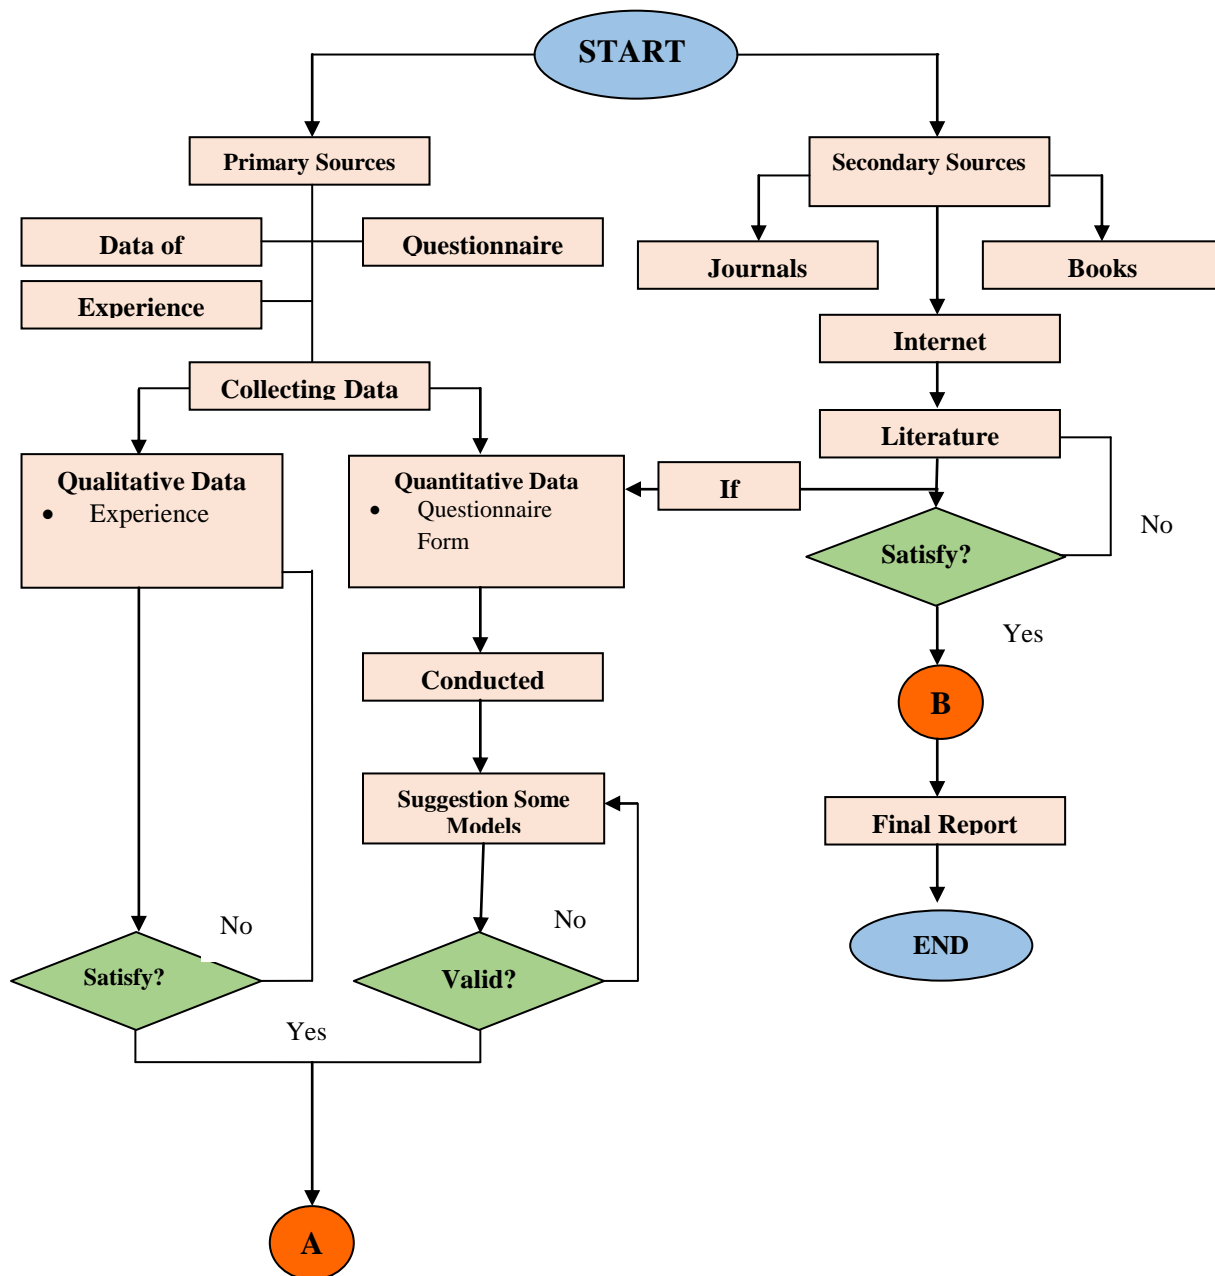 START
Primary Sources
Secondary Sources
Data of
Questionnaire
Journals
Books
Experience
Internet
Collecting Data
Literature
Qualitative Data
• Experience
Quantitative Data
• Questionnaire
Form
If
No
Satisfy?
Yes
Conducted
B
Suggestion Some
Models
Final Report
No
No
END
Satisfy?
Valid?
Yes
A